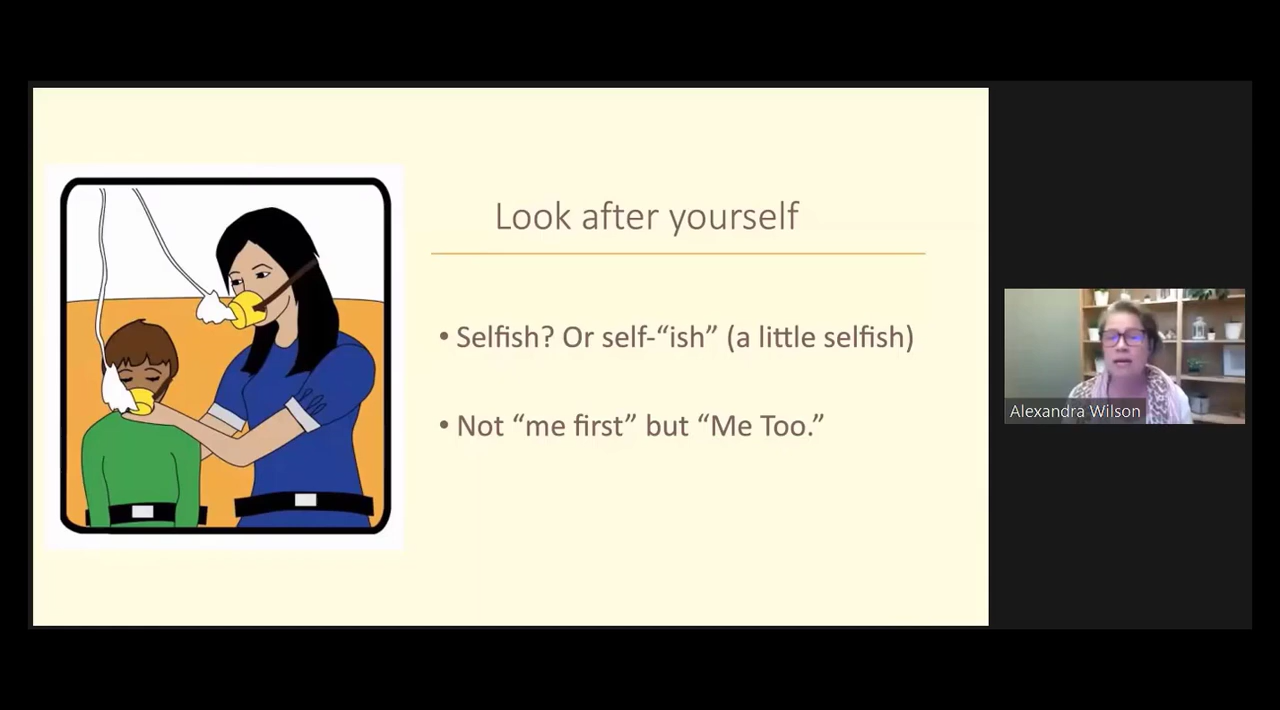 Look after yourself
• Selfish? Or self-“ish” (a little selfish)
• Not “me first” but “Me Too.”
Alexandra Wilson